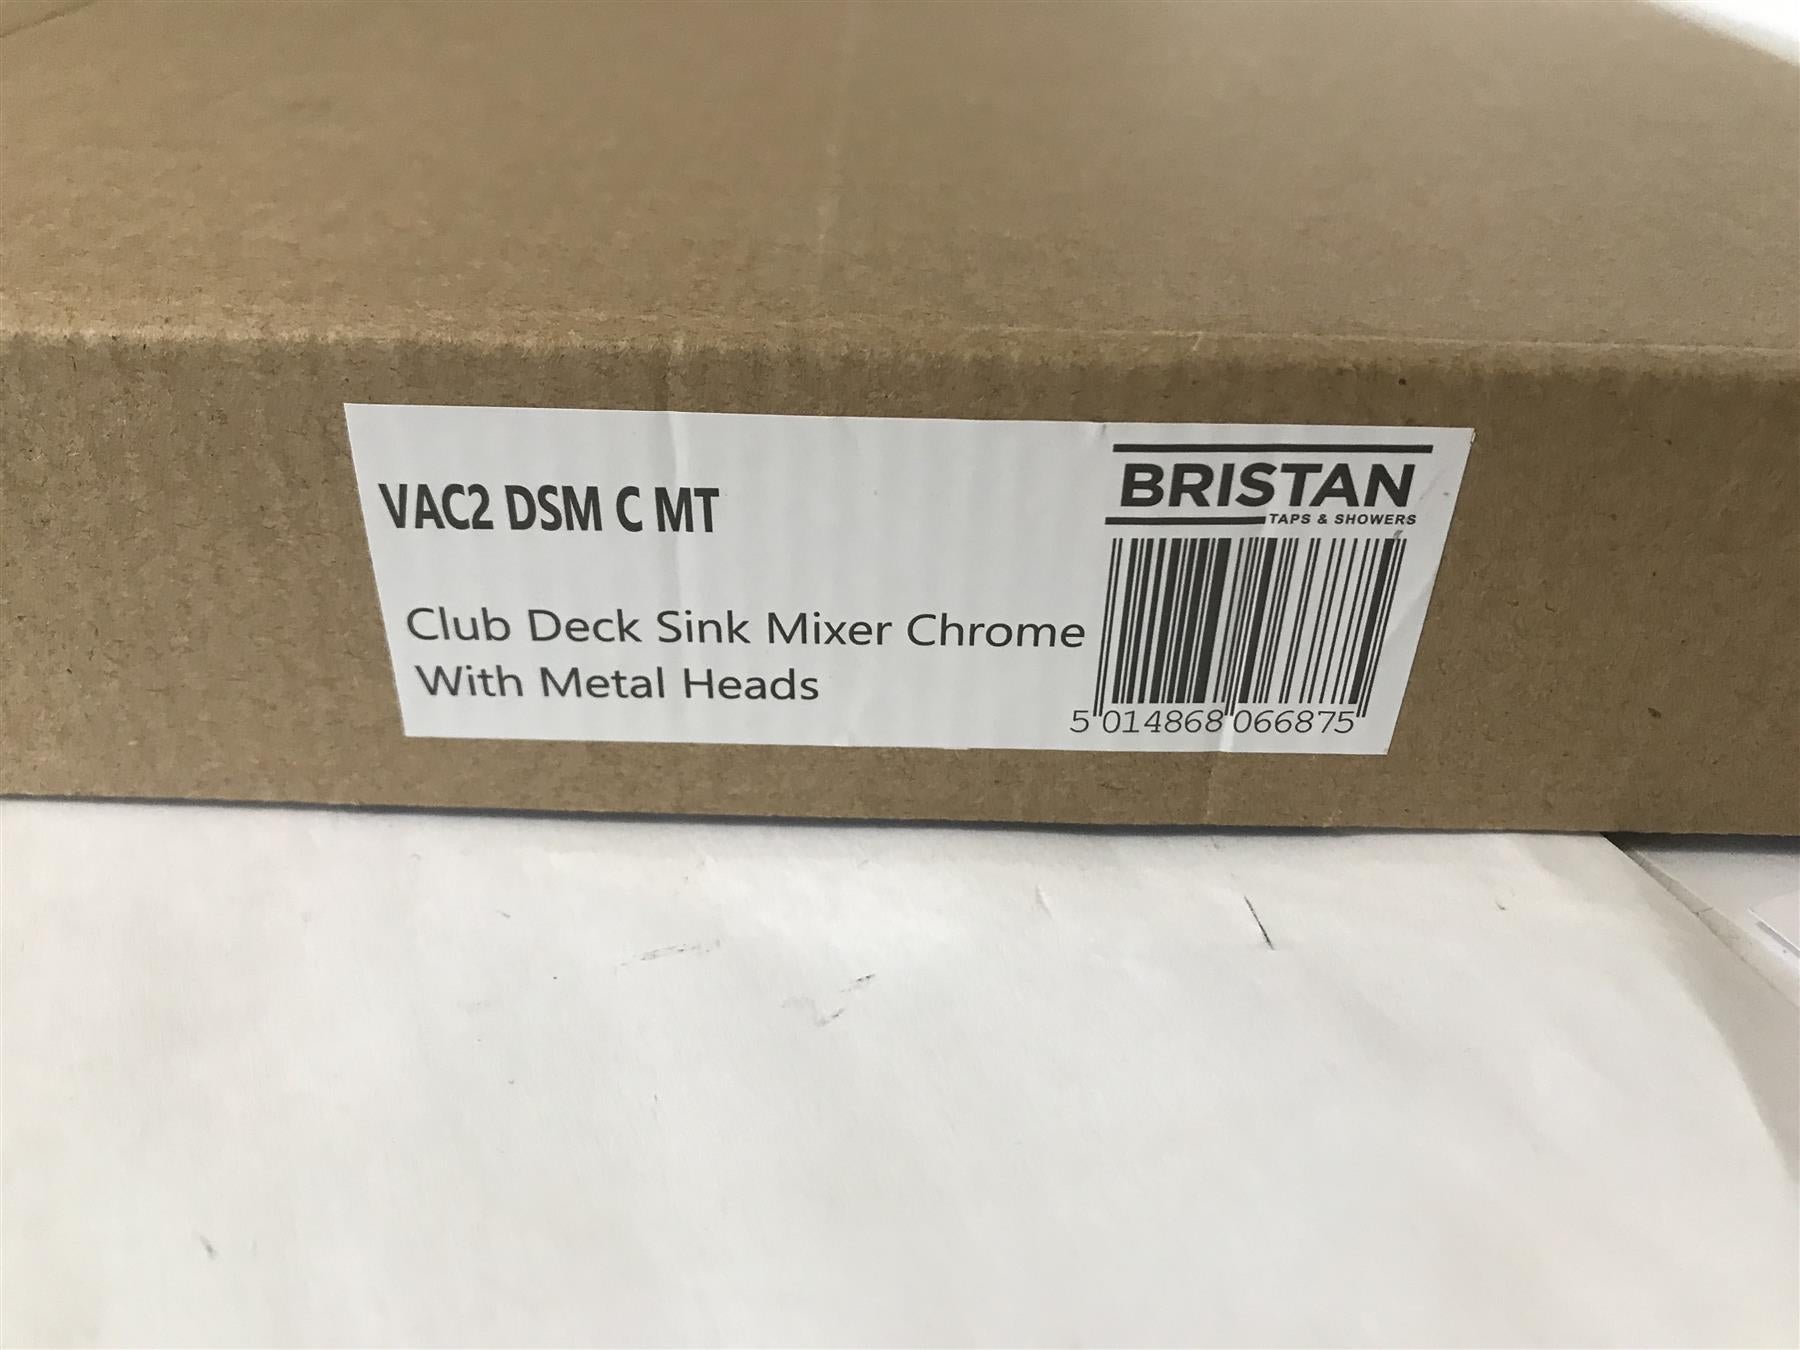 VAC2 DSM C MT
Club Deck Sink Mixer Chrome
With Metal Heads
BRISTAN
TAPS & SHOWERS
5 014868 066875